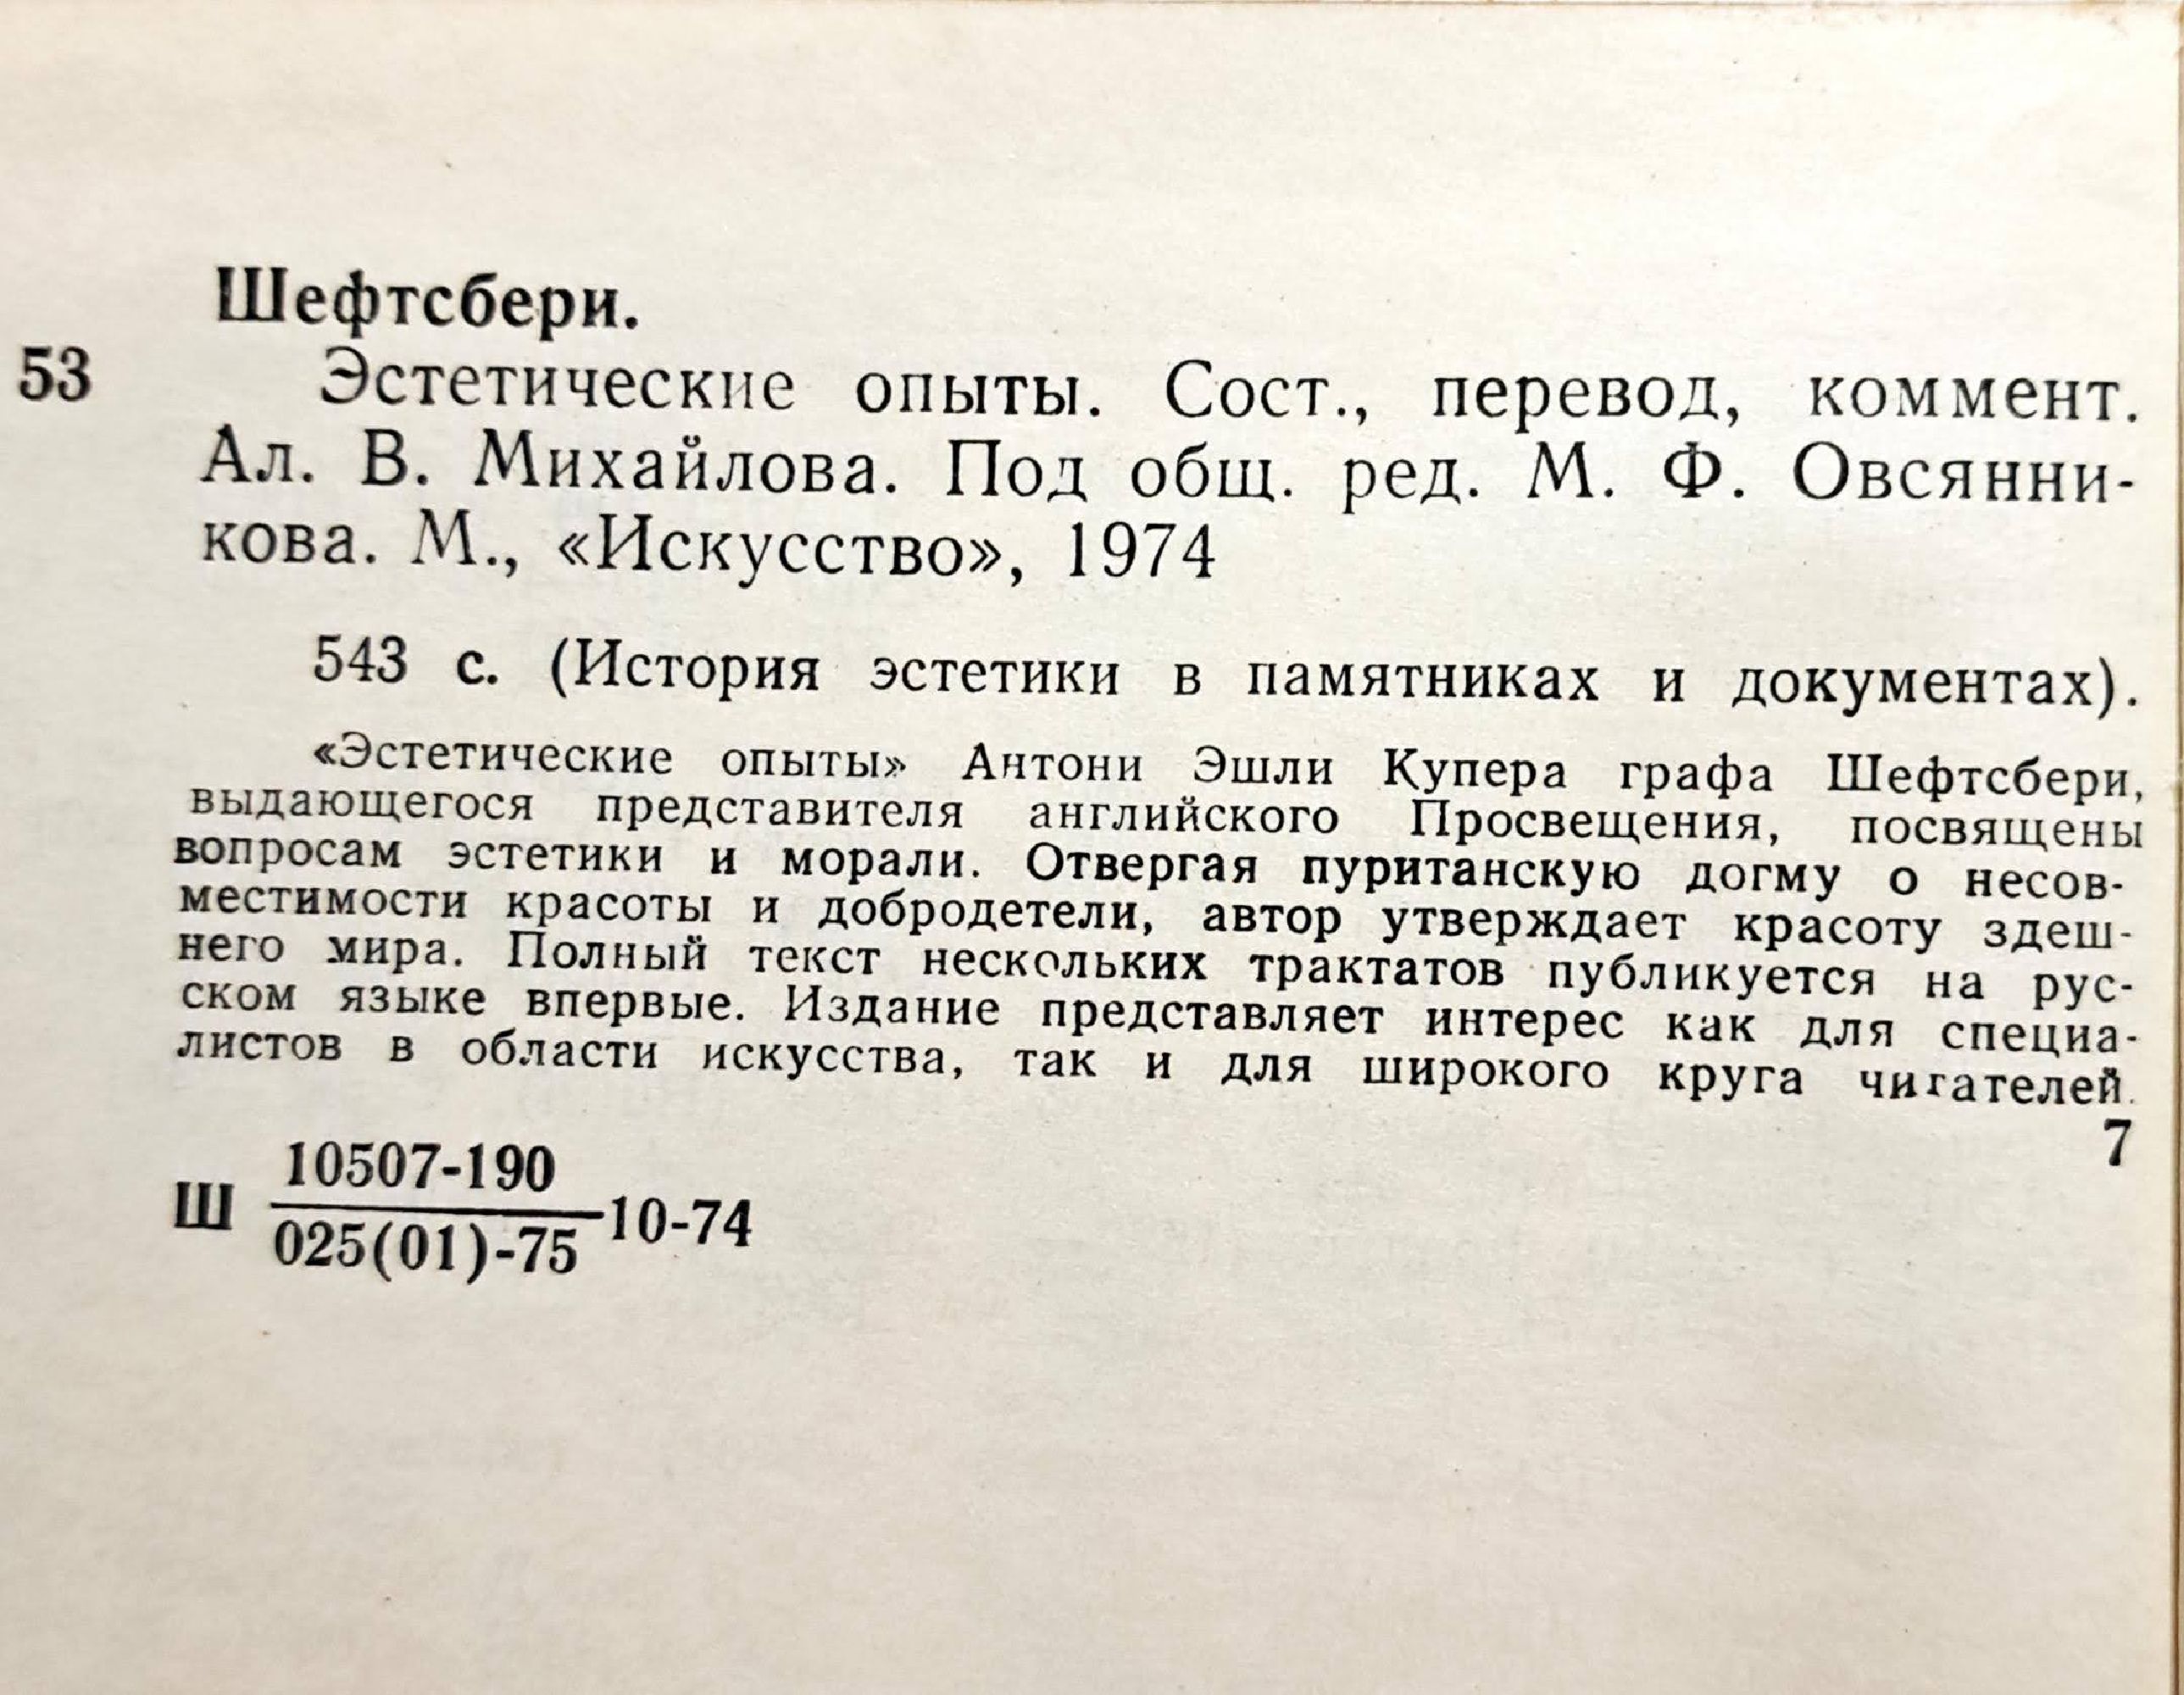 Шефтсбери.
53 Эстетические опыты. Сост., перевод, коммент.
Ал. В. Михайлова. Под общ. ред. М. Ф. Овсянни-
кова. М., «Искусство», 1974
543 с. (История эстетики в памятниках и документах).
«Эстетические опыты» Антони Эшли Купера графа Шефтсбери,
выдающегося представителя английского Просвещения, посвящены
вопросам эстетики и морали. Отвергая пуританскую догму о несов-
местимости красоты и добродетели, автор утверждает красоту здеш-
него мира. Полный текст нескольких трактатов публикуется на рус-
ском языке впервые. Издание представляет интерес как для специа-
листов в области искусства, так и для широкого круга читателей.
7
10507-190
Ш 10-74
025(01)-75